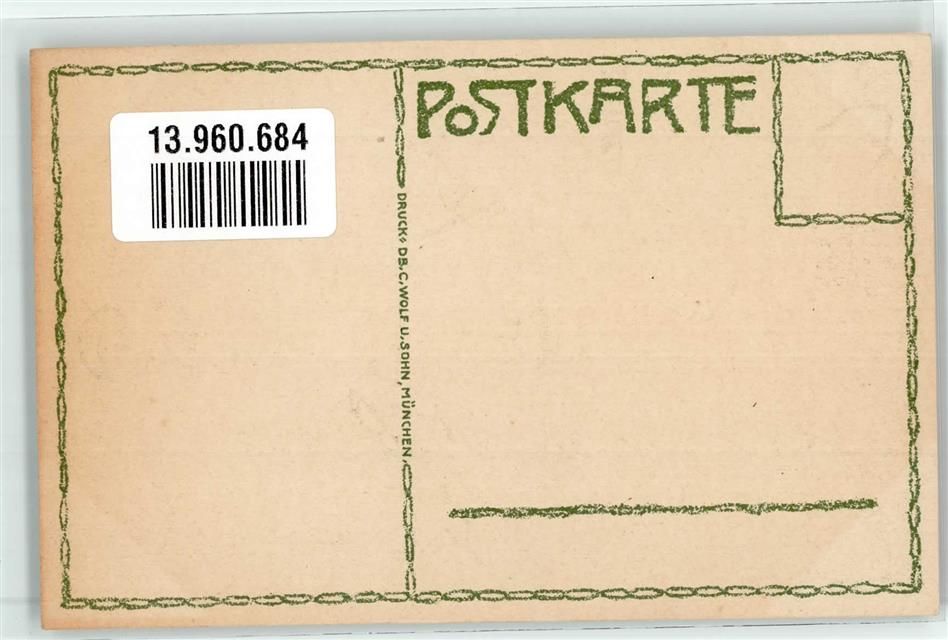 13.960.684
POSTKARTE
DRUCK: DR. C. WOLF U. SOHN, MÜNCHEN.